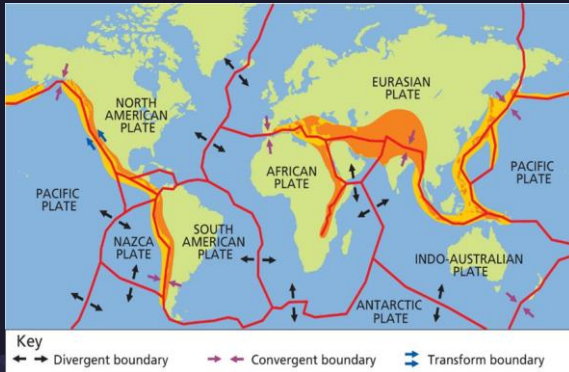 NORTH
AMERICAN
PLATE
EURASIAN
PLATE
AFRICAN
PLATE
PACIFIC
PLATE
PACIFIC
PLATE
NAZCA
PLATE
SOUTH
AMERICAN
PLATE
INDO-AUSTRALIAN
PLATE
ANTARCTIC
PLATE
Key
Divergent boundary
Convergent boundary
Transform boundary